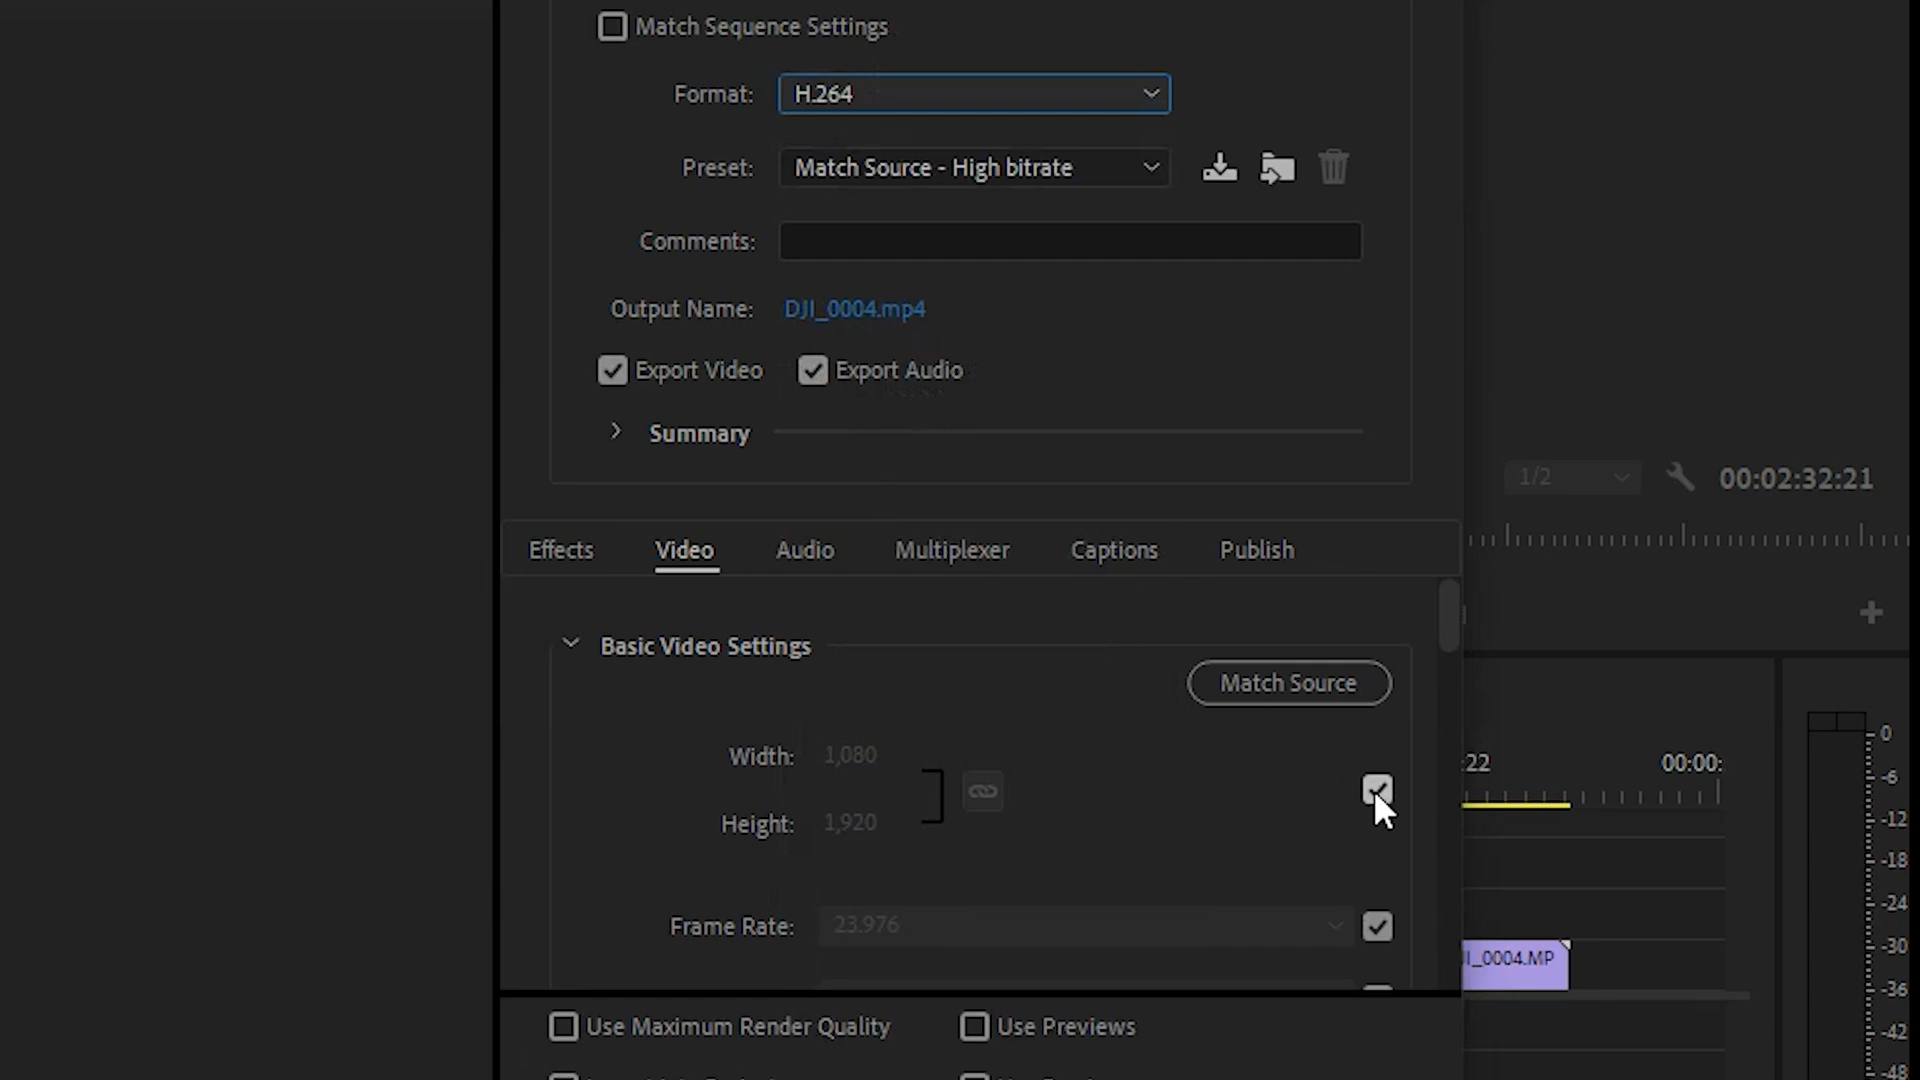 Match Sequence Settings
Format: H.264
Preset: Match Source - High bitrate
Comments:
Output Name: DJI_0004.mp4
Export Video Export Audio
Summary
1/2 00:02:32:21
Effects Video Audio Multiplexer Captions Publish
Basic Video Settings
Match Source
Width: 1,080
Height: 1,920
Frame Rate: 23.976
:22 00:00:
I_0004.MP
0
-6
-12
-18
-24
-30
-36
-42
-48
Use Maximum Render Quality Use Previews